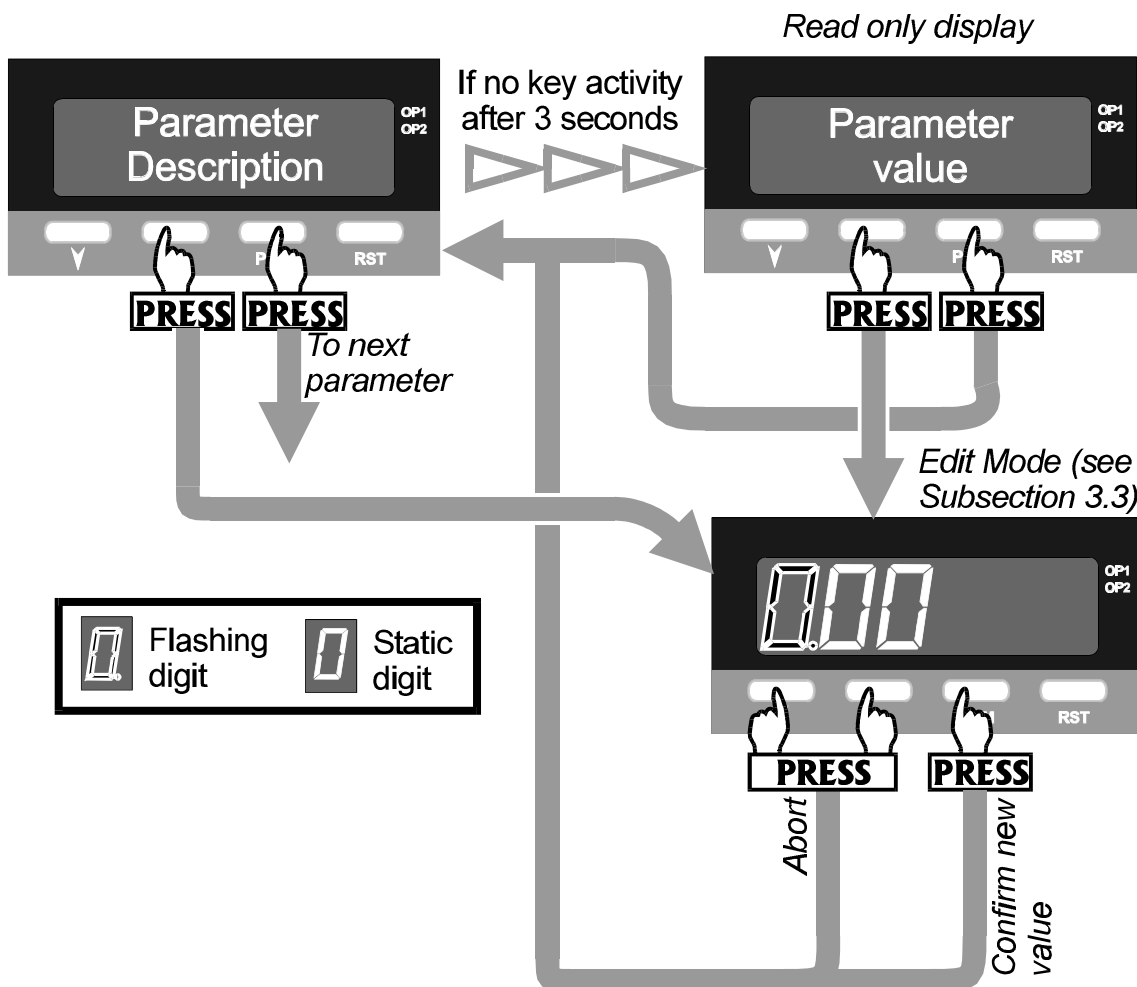 Read only display
Parameter
Description
OP1
OP2
If no key activity
after 3 seconds
Parameter
value
OP1
OP2
RST
RST
PRESS
PRESS
PRESS
PRESS
To next
parameter
Edit Mode (see
Subsection 3.3)
0.00
OP1
OP2
0. Flashing
digit
0 Static
digit
RST
PRESS
PRESS
Abort
Confirm new
value